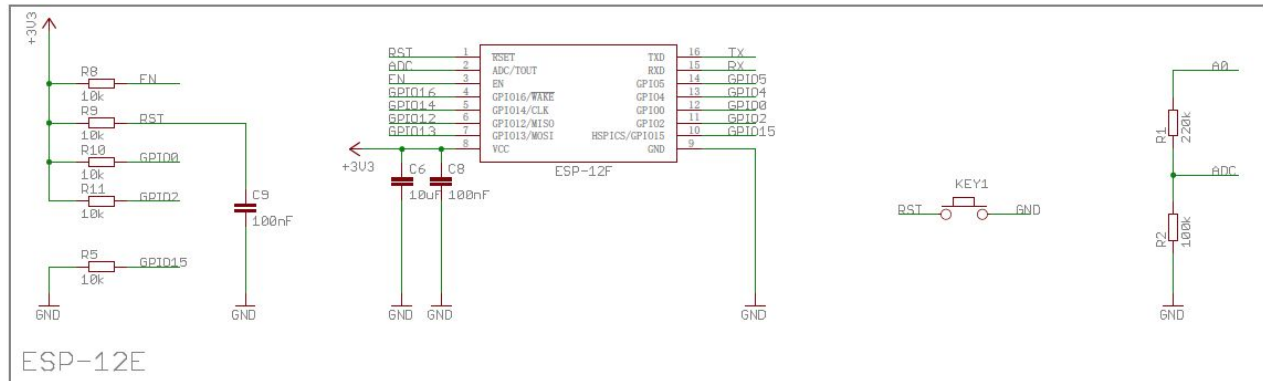 +3V3
R8
EN
10k
R9
RST
10k
R10
GPIO0
10k
R11
GPIO2
10k
C9
100nF
R5
GPIO15
10k
GND
GND
RST
1
RSET
TXD
16
TX
ADC
2
ADC/TOUT
RXD
15
RX
EN
3
EN
GPIO5
14
GPIO5
GPIO16
4
GPIO16/WAKE
GPIO4
13
GPIO4
GPIO14
5
GPIO14/CLK
GPIO0
12
GPIO0
GPIO12
6
GPIO12/MISO
GPIO2
11
GPIO2
GPIO13
7
GPIO13/MOSI
HSPICS/GPIO15
10
GPIO15
8
VCC
GND
9
+3V3
ESP-12F
C6
10uF
C8
100nF
GND
GND
GND
KEY1
RST
GND
A0
R1
220k
ADC
R2
100k
GND
ESP-12E